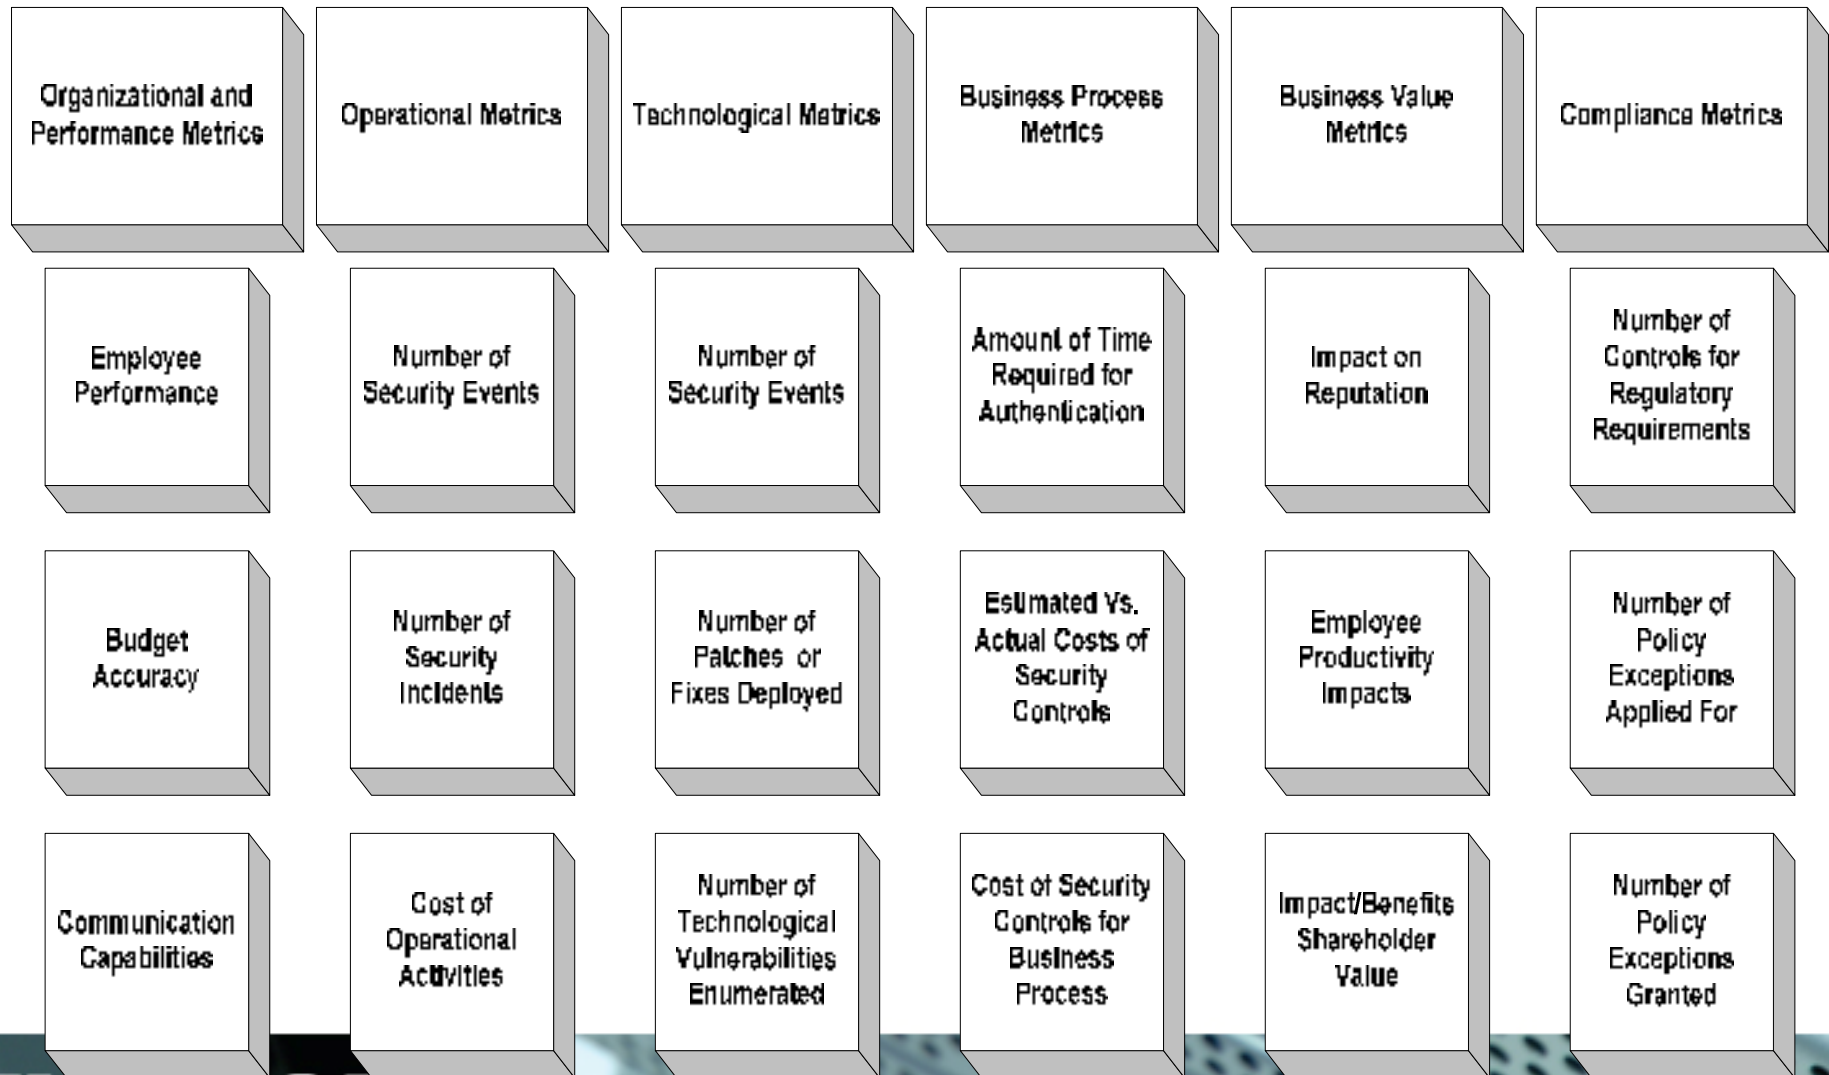 Organizational and
Performance Metrics
Operational Metrics
Technological Metrics
Business Process
Metrics
Business Value
Metrics
Compliance Metrics
Employee
Performance
Number of
Security Events
Number of
Security Events
Amount of Time
Required for
Authentication
Impact on
Reputation
Number of
Controls for
Regulatory
Requirements
Budget
Accuracy
Number of
Security
Incidents
Number of
Patches or
Fixes Deployed
Estimated Vs.
Actual Costs of
Security
Controls
Employee
Productivity
Impacts
Number of
Policy
Exceptions
Applied For
Communication
Capabilities
Cost of
Operational
Activities
Number of
Technological
Vulnerabilities
Enumerated
Cost of Security
Controls for
Business
Process
Impact/Benefits
Shareholder
Value
Number of
Policy
Exceptions
Granted